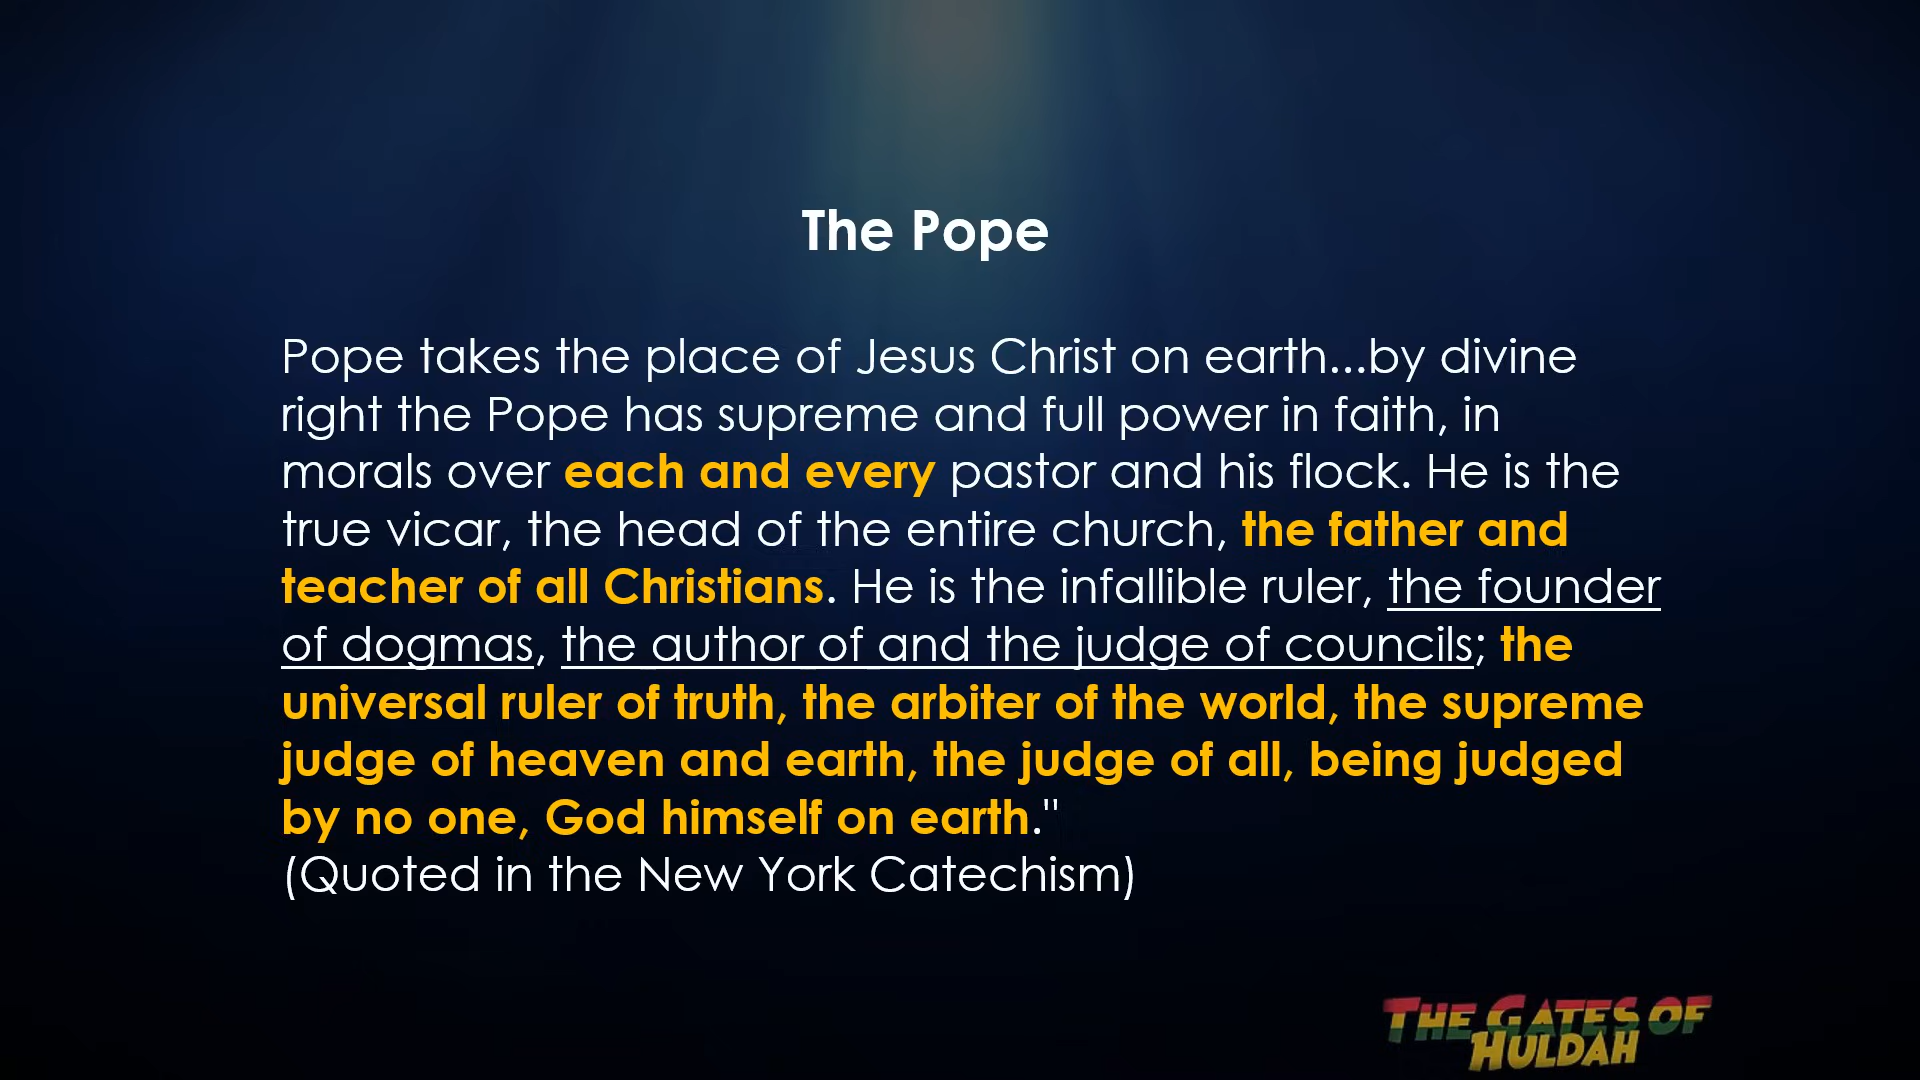 The Pope
Pope takes the place of Jesus Christ on earth...by divine
right the Pope has supreme and full power in faith, in
morals over each and every pastor and his flock. He is the
true vicar, the head of the entire church, the father and
teacher of all Christians. He is the infallible ruler, the founder
of dogmas, the author of and the judge of councils; the
universal ruler of truth, the arbiter of the world, the supreme
judge of heaven and earth, the judge of all, being judged
by no one, God himself on earth."
(Quoted in the New York Catechism)
THE GATES OF
HULDAH